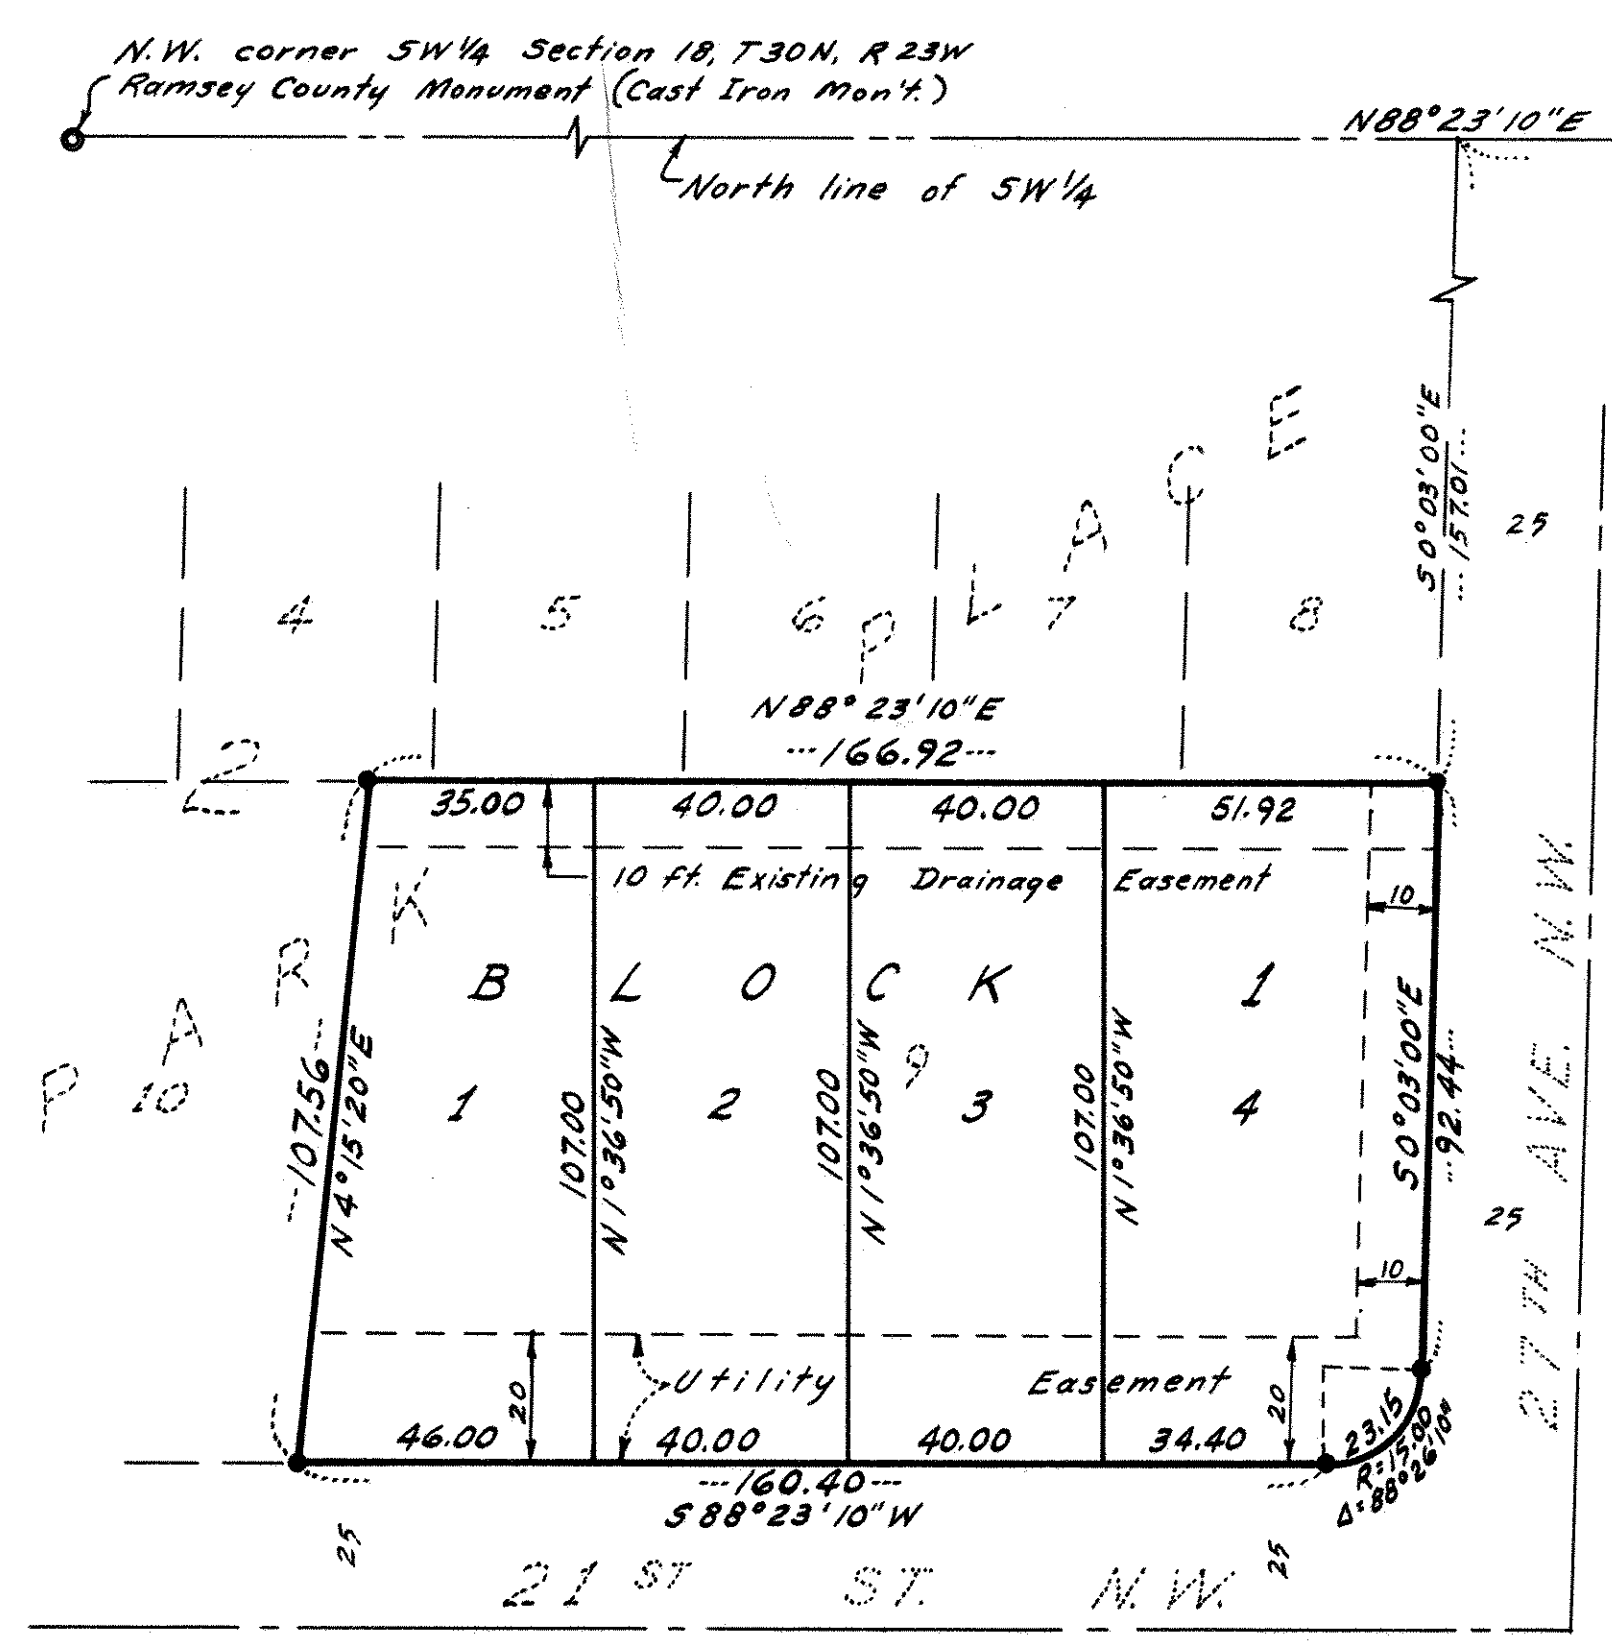 N.W. corner SW 1/4 Section 18, T30N, R23W
Ramsey County Monument (Cast Iron Mon't.)
N88°23'10"E
North line of SW 1/4
S0°03'00"E
157.01
25
PARK PLACE
4
5
6
7
8
2
N88°23'10"E
166.92
35.00
40.00
40.00
51.92
10 ft. Existing Drainage Easement
10
BLOCK 1
9
10
1
2
3
4
107.56
N4°15'20"E
107.00
N1°36'50"W
107.00
N1°36'50"W
107.00
N1°36'50"W
S0°03'00"E
92.44
25
10
Utility Easement
20
20
46.00
40.00
40.00
34.40
23.15
R=15.00
Δ=88°26'10"
160.40
S88°23'10"W
25
25
21ST ST. N.W.
27TH AVE. N.W.